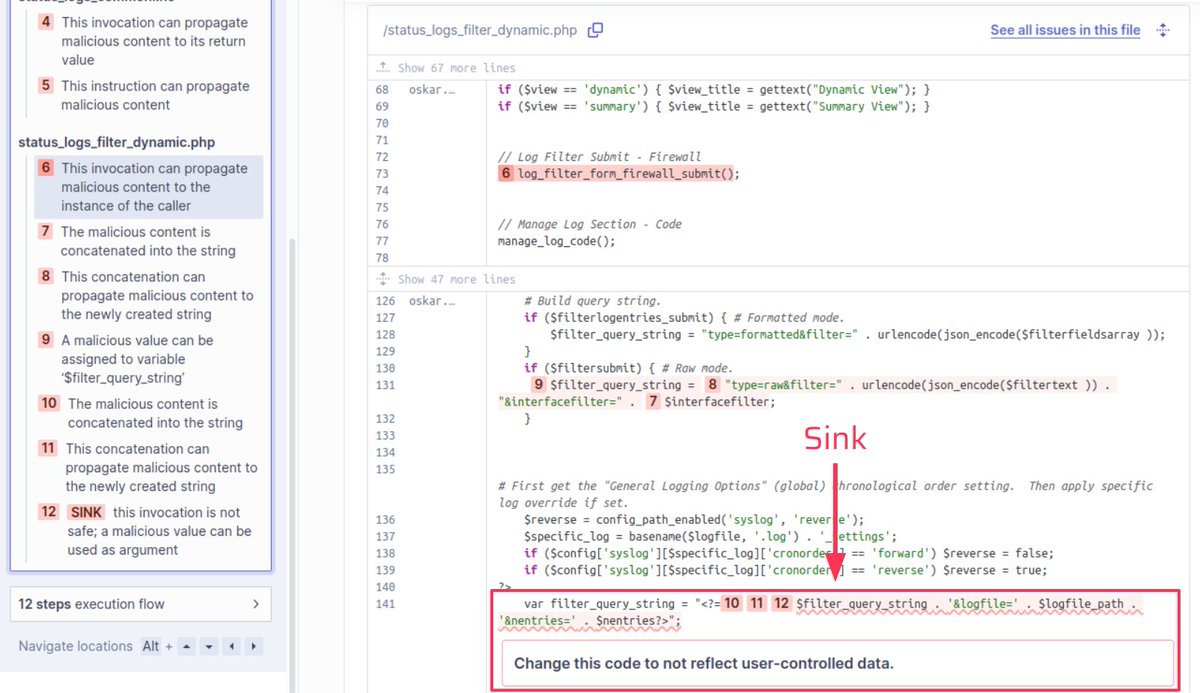 4 This invocation can propagate
malicious content to its return
value
5 This instruction can propagate
malicious content
status_logs_filter_dynamic.php
6 This invocation can propagate
malicious content to the
instance of the caller
7 The malicious content is
concatenated into the string
8 This concatenation can
propagate malicious content to
the newly created string
9 A malicious value can be
assigned to variable
‘$filter_query_string’
10 The malicious content is
concatenated into the string
11 This concatenation can
propagate malicious content to
the newly created string
12 SINK this invocation is not
safe; a malicious value can be
used as argument
12 steps execution flow
Navigate locations Alt +
/status_logs_filter_dynamic.php
See all issues in this file
Show 67 more lines
68 oskar.… if ($view == 'dynamic') { $view_title = gettext("Dynamic View"); }
69 if ($view == 'summary') { $view_title = gettext("Summary View"); }
70
71
72 // Log Filter Submit - Firewall
73 6 log_filter_form_firewall_submit();
74
75
76 // Manage Log Section - Code
77 manage_log_code();
78
Show 47 more lines
126 oskar.… # Build query string.
127 if ($filterlogentries_submit) { # Formatted mode.
128 $filter_query_string = "type=formatted&filter=" . urlencode(json_encode($filterfieldsarray ));
129 }
130 if ($filtersubmit) { # Raw mode.
131 9 $filter_query_string = 8 "type=raw&filter=" . urlencode(json_encode($filtertext )) .
"&interfacefilter=" . 7 $interfacefilter;
132 }
133
134
Sink
135
# First get the "General Logging Options" (global) chronological order setting. Then apply specific
log override if set.
136 $reverse = config_path_enabled('syslog', 'reverse');
137 $specific_log = basename($logfile, '.log') . '_settings';
138 if ($config['syslog'][$specific_log]['cronorder'] == 'forward') $reverse = false;
139 if ($config['syslog'][$specific_log]['cronorder'] == 'reverse') $reverse = true;
140 ?>
141 var filter_query_string = "<?= 10 11 12 $filter_query_string . '&logfile=' . $logfile_path .
'&nentries=' . $nentries?>";
Change this code to not reflect user-controlled data.